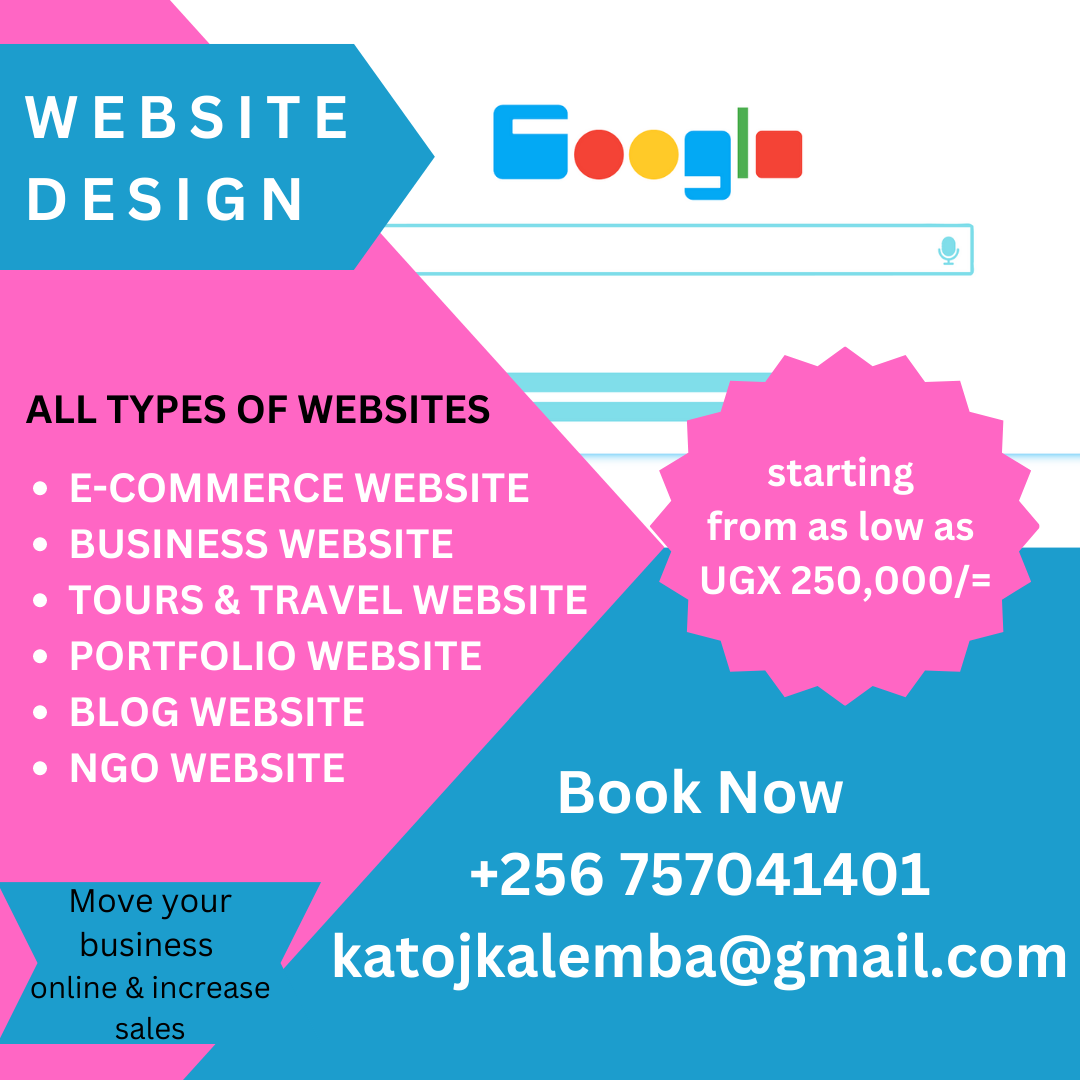 WEBSITE
DESIGN
Googlo
ALL TYPES OF WEBSITES
• E-COMMERCE WEBSITE
• BUSINESS WEBSITE
• TOURS & TRAVEL WEBSITE
• PORTFOLIO WEBSITE
• BLOG WEBSITE
• NGO WEBSITE
starting
from as low as
UGX 250,000/=
Book Now
+256 757041401
katojkalemba@gmail.com
Move your
business
online & increase
sales